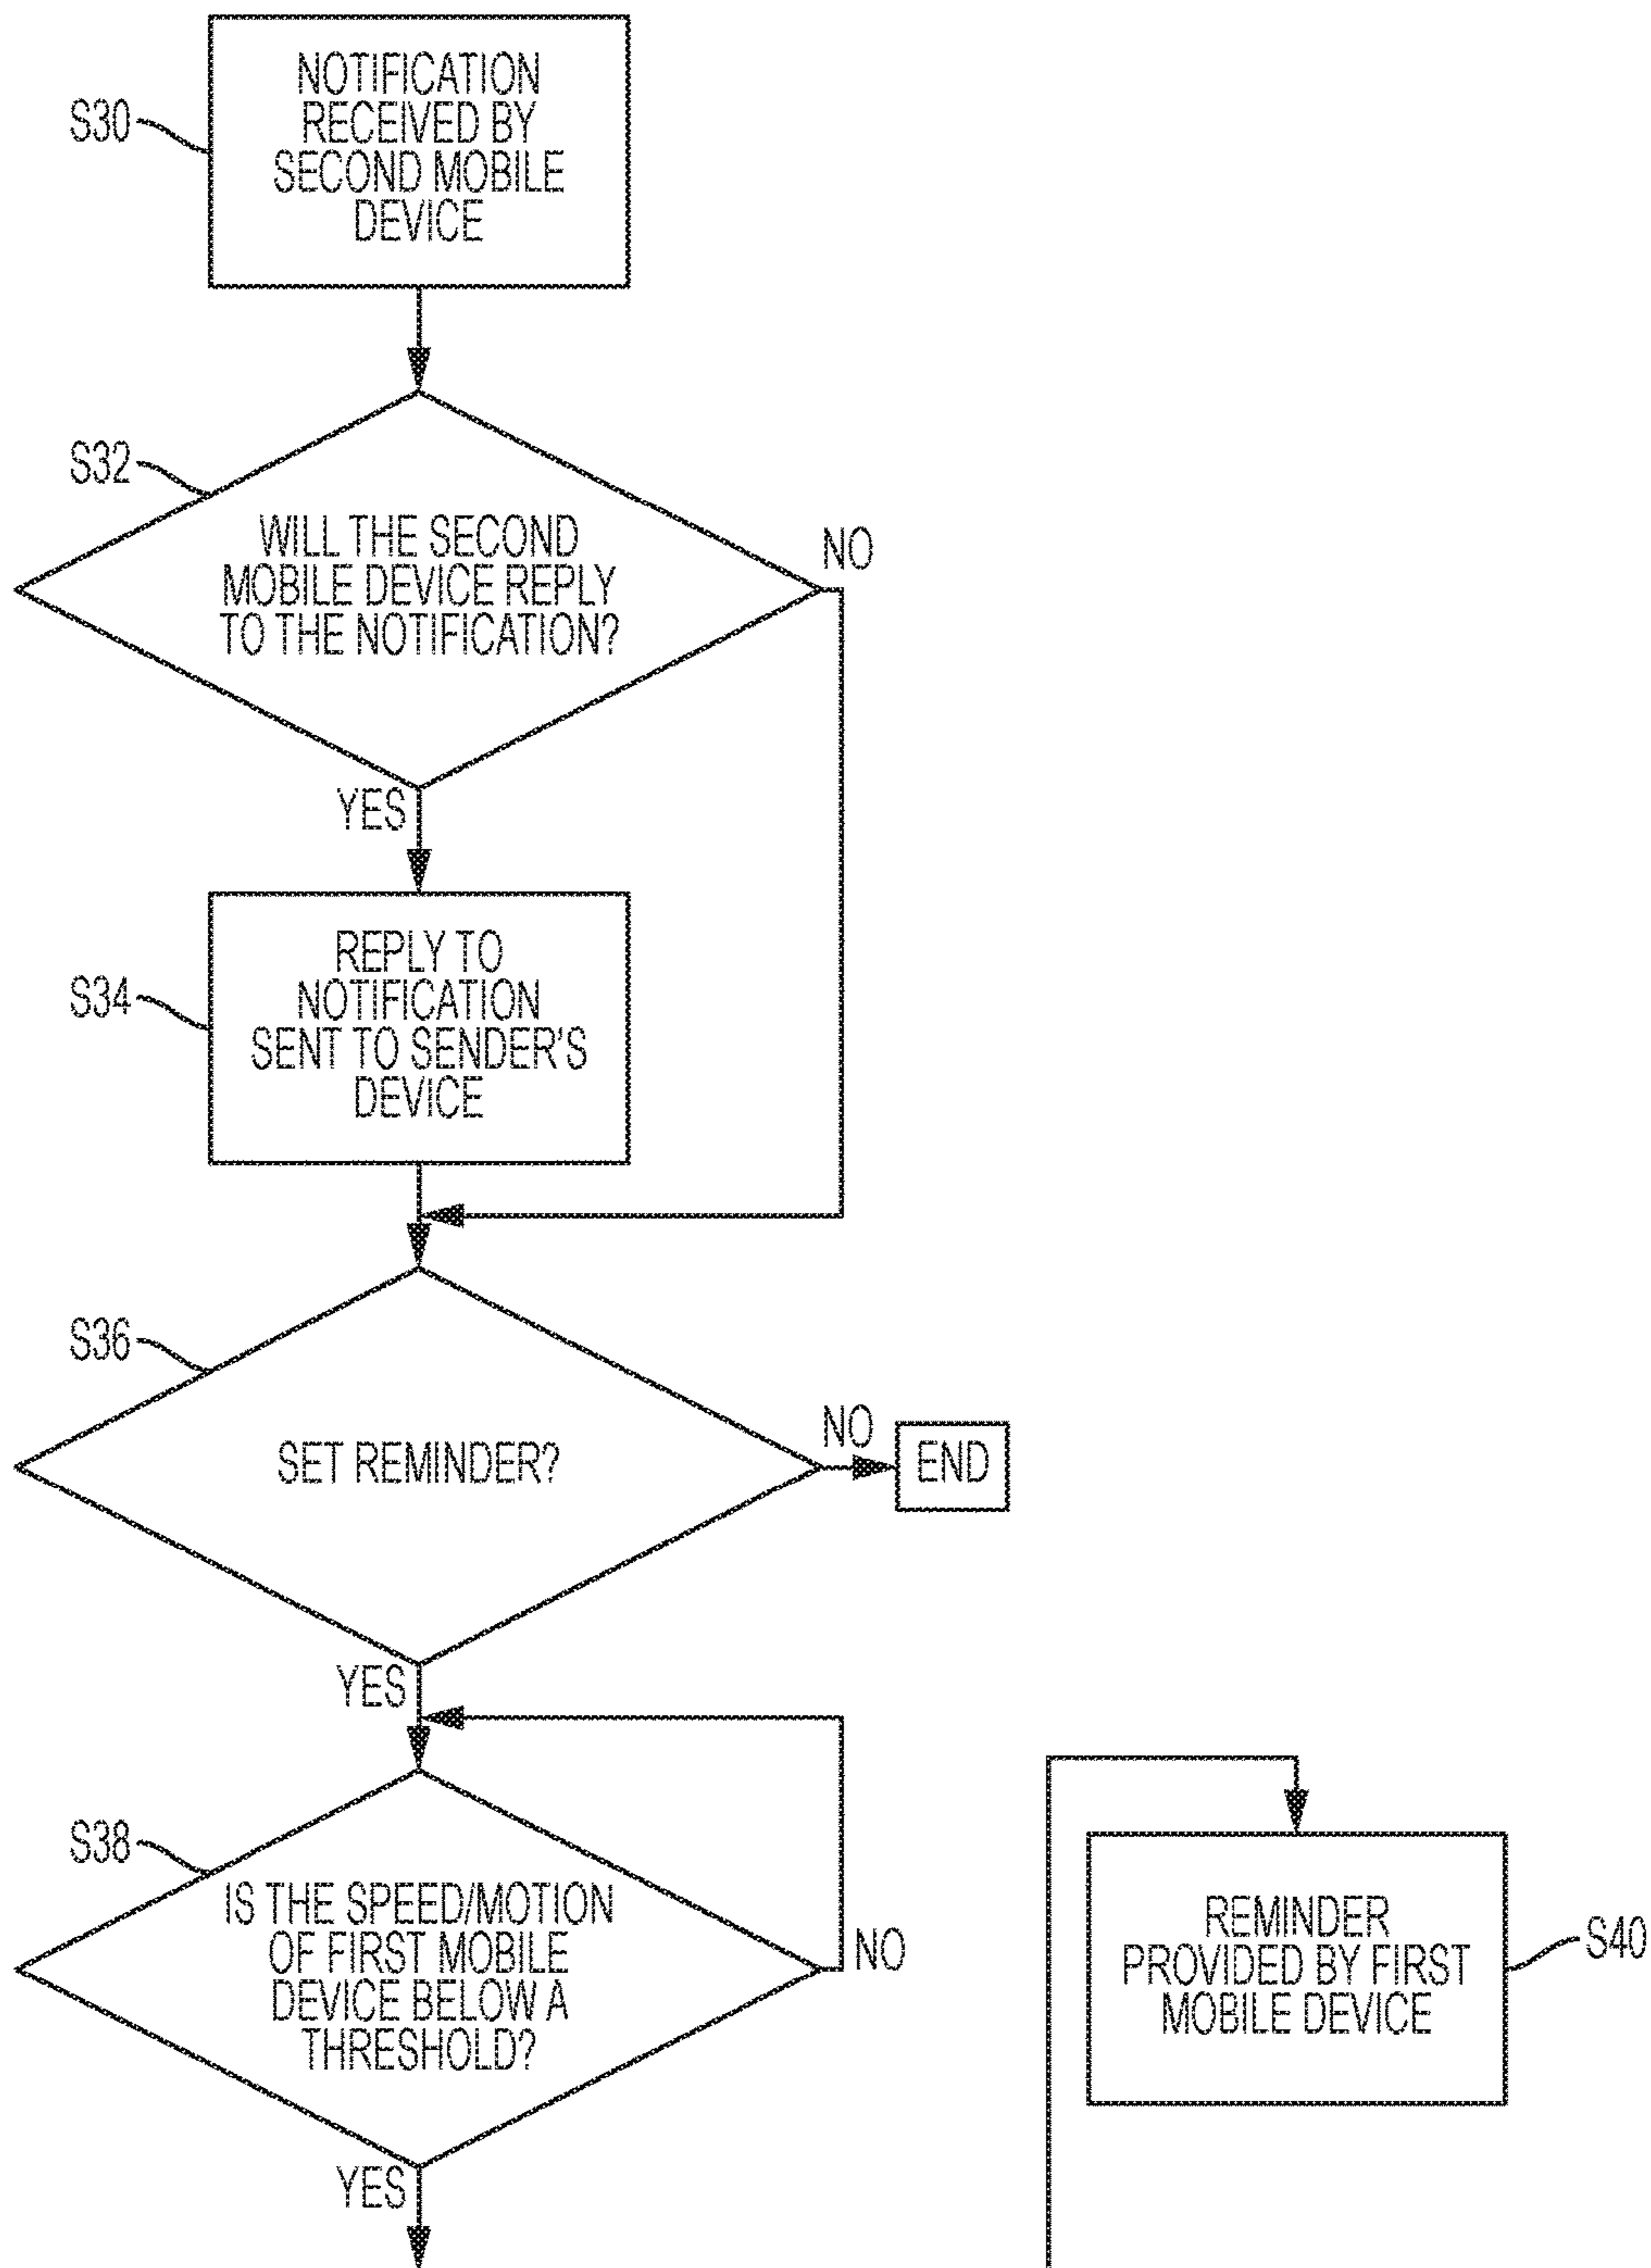 S30
NOTIFICATION
RECEIVED BY
SECOND MOBILE
DEVICE
S32
WILL THE SECOND
MOBILE DEVICE REPLY
TO THE NOTIFICATION?
NO
YES
S34
REPLY TO
NOTIFICATION
SENT TO SENDER'S
DEVICE
S36
SET REMINDER?
NO
END
YES
S38
IS THE SPEED/MOTION
OF FIRST MOBILE
DEVICE BELOW A
THRESHOLD?
NO
YES
REMINDER
PROVIDED BY FIRST
MOBILE DEVICE
S40